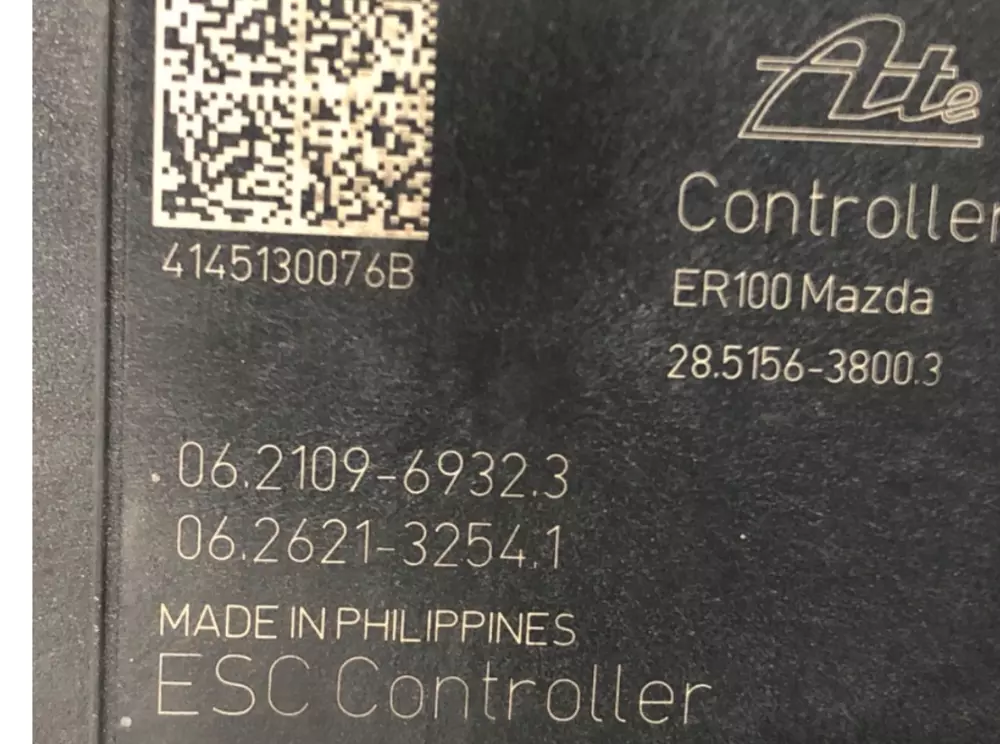 Ate
4145130076B
Controller
ER100 Mazda
28.5156-3800.3
06.2109-6932.3
06.2621-3254.1
MADE IN PHILIPPINES
ESC Controller